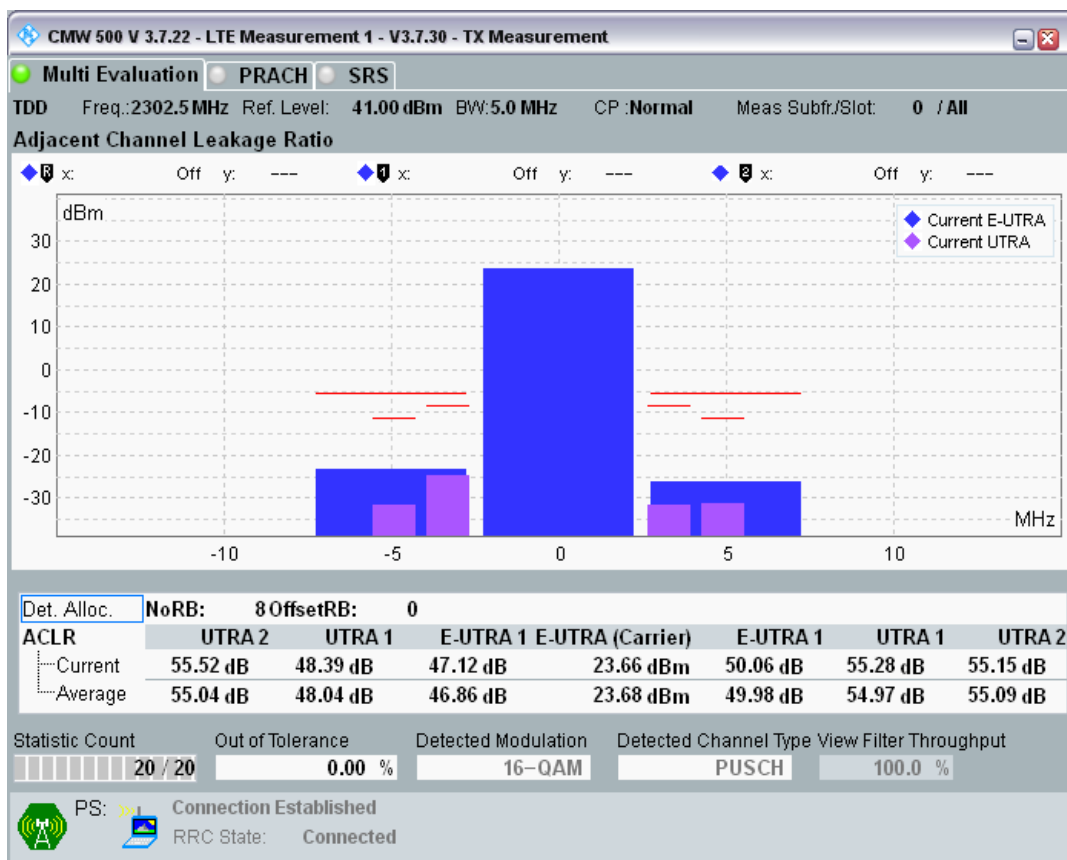 CMW 500 V 3.7.22 - LTE Measurement 1 - V3.7.30 - TX Measurement
Multi Evaluation PRACH SRS
TDD Freq.:2302.5 MHz Ref. Level: 41.00 dBm BW:5.0 MHz CP :Normal Meas Subfr./Slot: 0 / All
Adjacent Channel Leakage Ratio
R x: Off y: --- 1 x: Off y: --- 2 x: Off y: ---
dBm
Current E-UTRA
Current UTRA
30
20
10
0
-10
-20
-30
MHz
-10 -5 0 5 10
Det. Alloc. NoRB: 8 OffsetRB: 0
ACLR UTRA 2 UTRA 1 E-UTRA 1 E-UTRA (Carrier) E-UTRA 1 UTRA 1 UTRA 2
Current 55.52 dB 48.39 dB 47.12 dB 23.66 dBm 50.06 dB 55.28 dB 55.15 dB
Average 55.04 dB 48.04 dB 46.86 dB 23.68 dBm 49.98 dB 54.97 dB 55.09 dB
Statistic Count Out of Tolerance Detected Modulation Detected Channel Type View Filter Throughput
20 / 20 0.00 % 16-QAM PUSCH 100.0 %
PS: Connection Established
RRC State: Connected